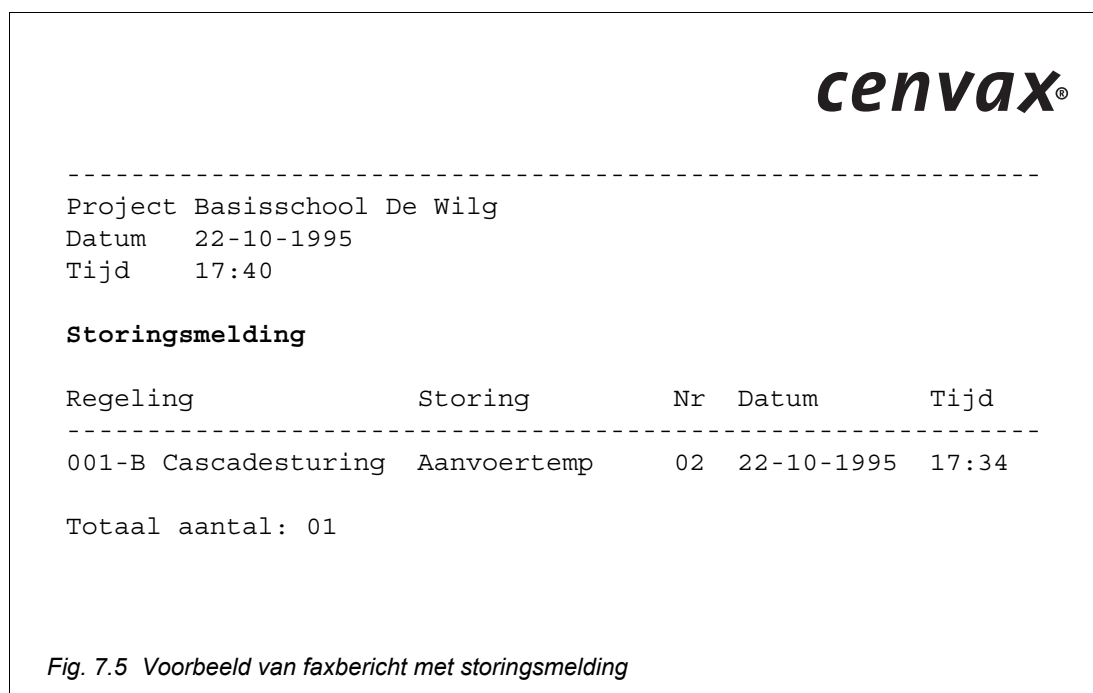 cenvax®
--------------------------------------------------------------
Project Basisschool De Wilg
Datum   22-10-1995
Tijd    17:40
Storingsmelding
Regeling              Storing         Nr  Datum       Tijd
--------------------------------------------------------------
001-B Cascadesturing  Aanvoertemp     02  22-10-1995  17:34
Totaal aantal: 01
Fig. 7.5  Voorbeeld van faxbericht met storingsmelding